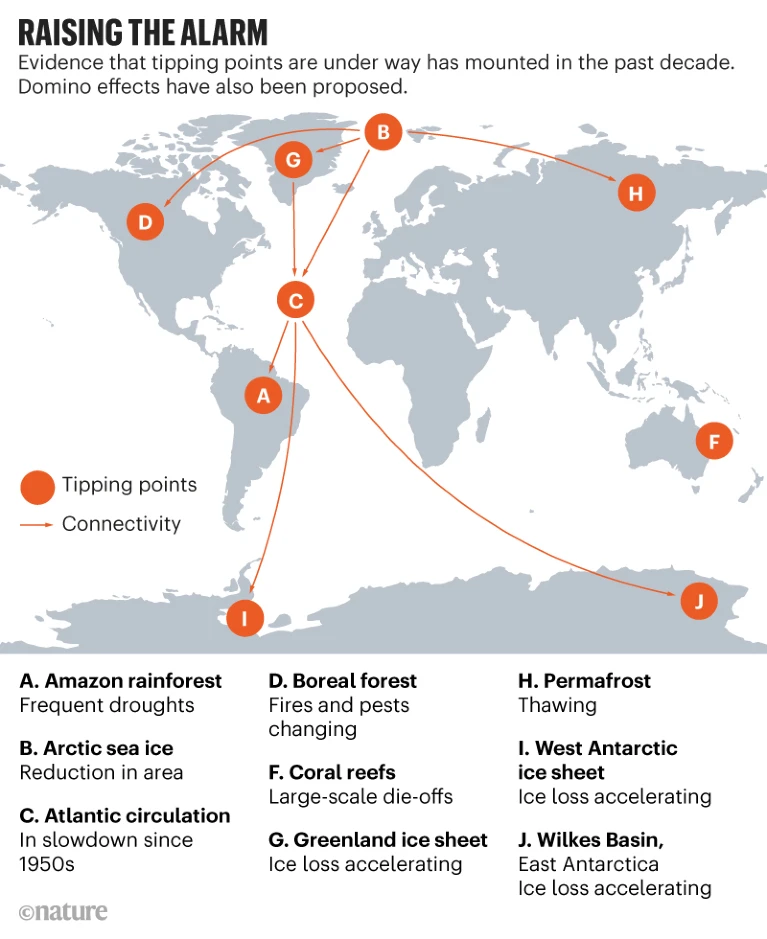 RAISING THE ALARM
Evidence that tipping points are under way has mounted in the past decade.
Domino effects have also been proposed.
B
G
H
D
C
A
F
Tipping points
Connectivity
I
J
A. Amazon rainforest
Frequent droughts
B. Arctic sea ice
Reduction in area
C. Atlantic circulation
In slowdown since
1950s
D. Boreal forest
Fires and pests
changing
F. Coral reefs
Large-scale die-offs
G. Greenland ice sheet
Ice loss accelerating
H. Permafrost
Thawing
I. West Antarctic
ice sheet
Ice loss accelerating
J. Wilkes Basin,
East Antarctica
Ice loss accelerating
©nature